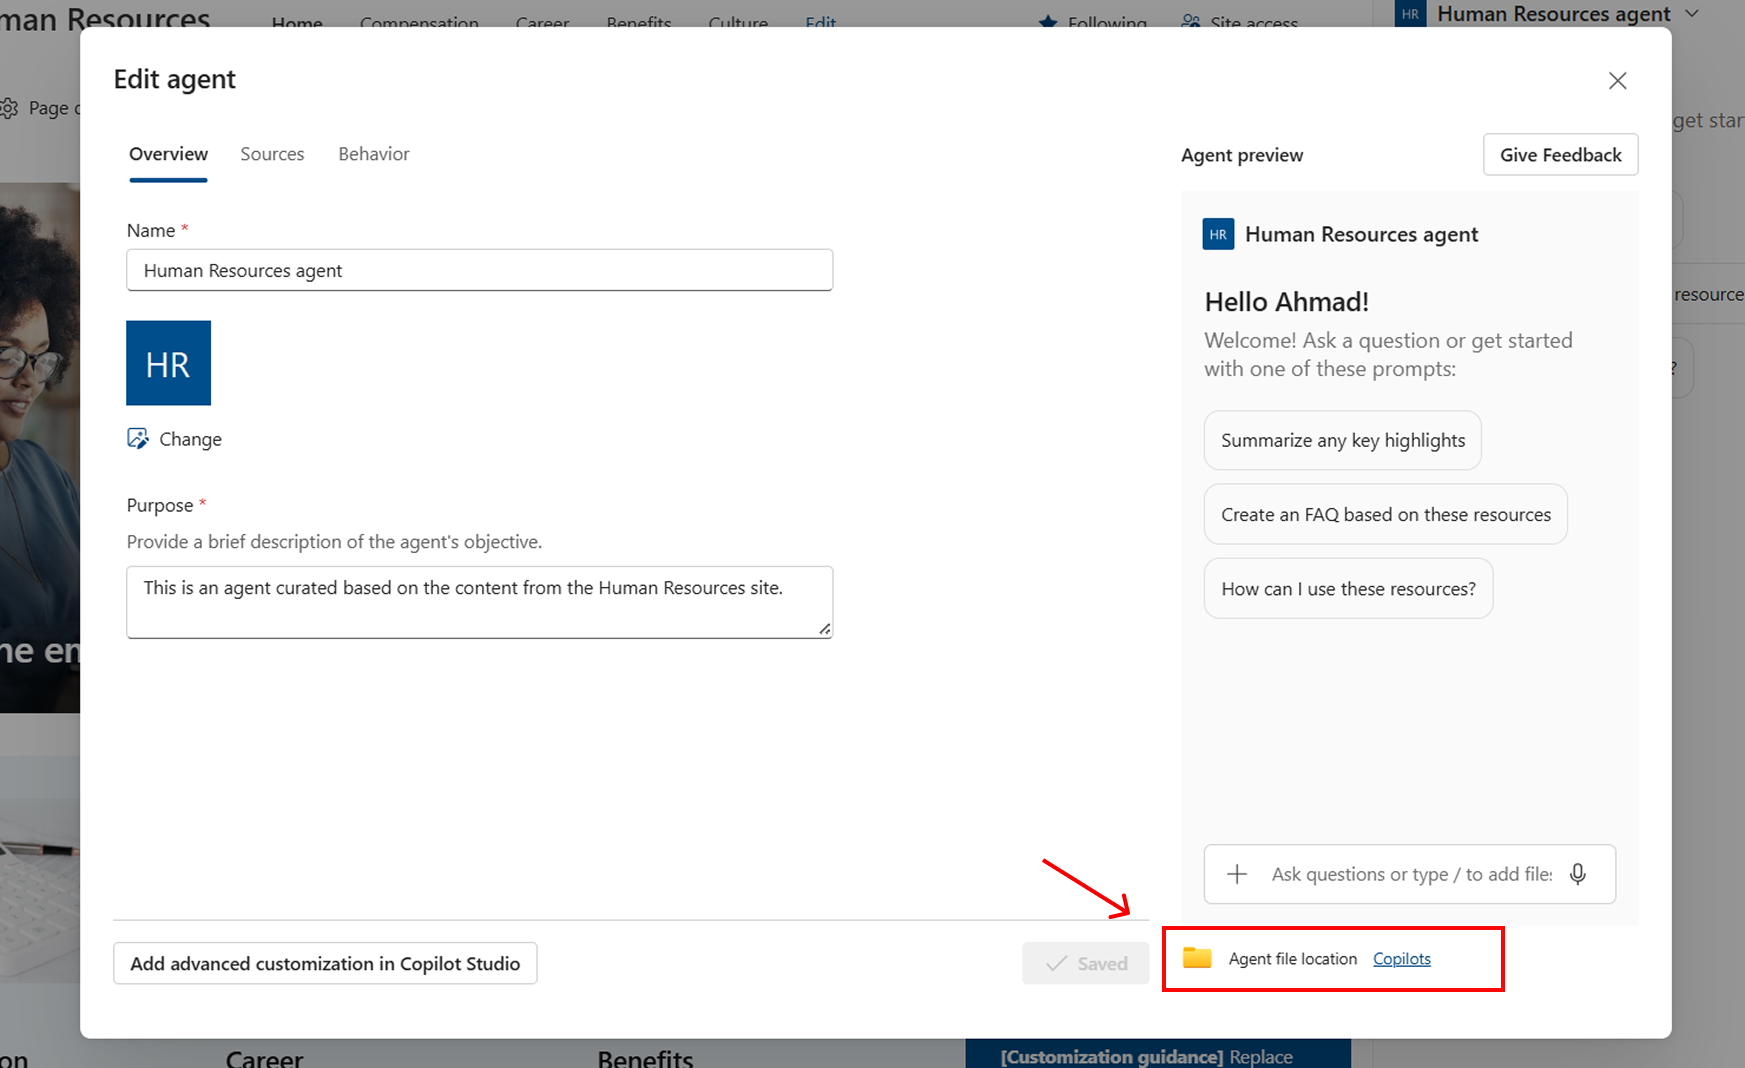 man Resources
Home
Compensation
Career
Benefits
Culture
Edit
Following
Site access
HR
Human Resources agent
Page
get star
Edit agent
Overview
Sources
Behavior
Agent preview
Give Feedback
Name *
Human Resources agent
HR
Change
Purpose *
Provide a brief description of the agent's objective.
This is an agent curated based on the content from the Human Resources site.
HR
Human Resources agent
Hello Ahmad!
Welcome! Ask a question or get started
with one of these prompts:
Summarize any key highlights
Create an FAQ based on these resources
How can I use these resources?
resource
?
Ask questions or type / to add files
Add advanced customization in Copilot Studio
Saved
Agent file location
Copilots
he en
on
Career
Benefits
[Customization guidance] Replace